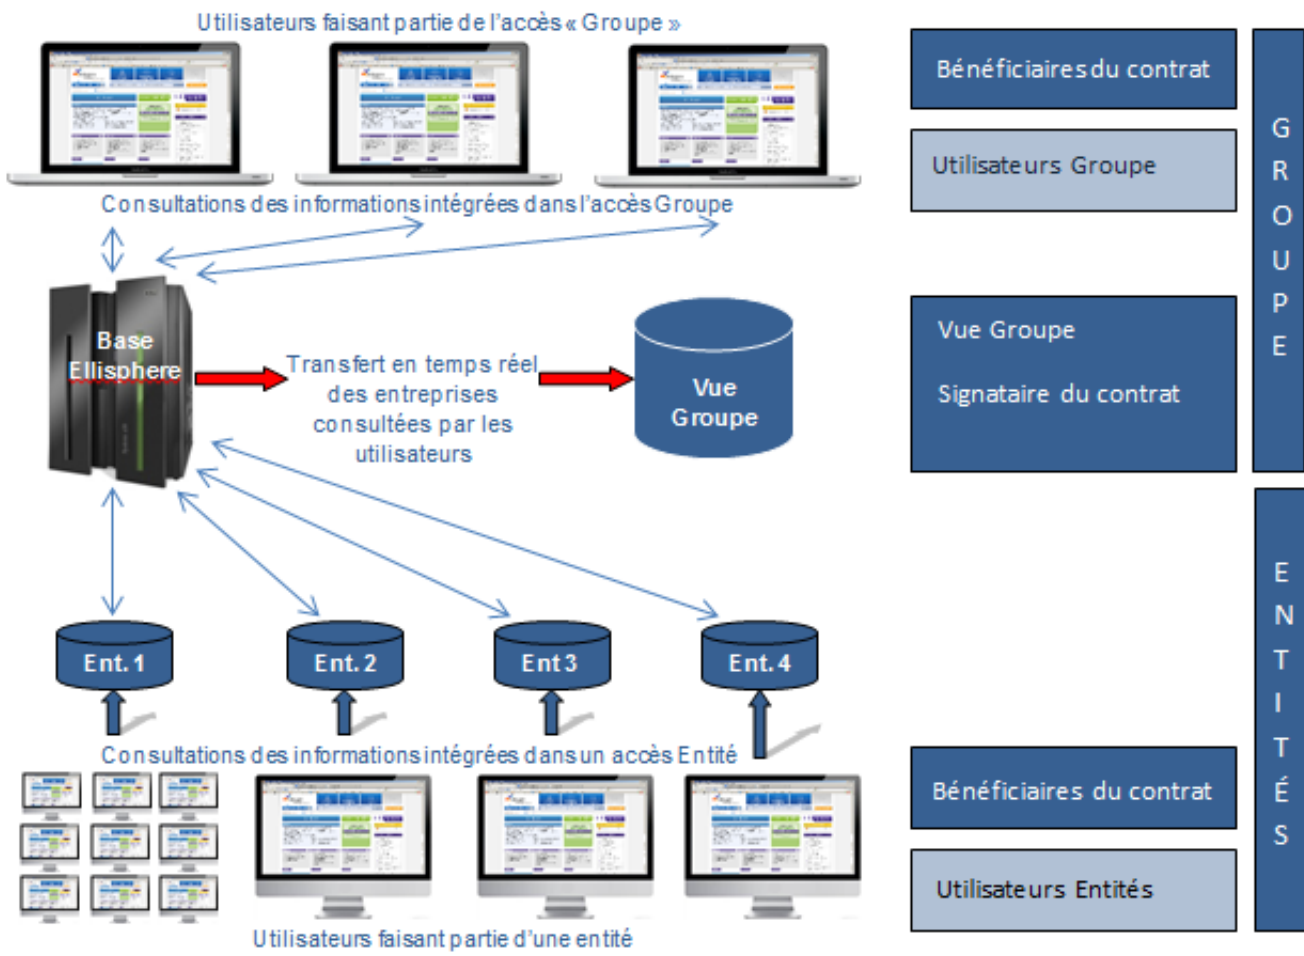 Utilisateurs faisant partie de l'accès « Groupe »
Consultations des informations intégrées dans l'accès Groupe
Base
Ellisphere
Transfert en temps réel
des entreprises
consultées par les
utilisateurs
Vue
Groupe
Ent. 1
Ent. 2
Ent 3
Ent. 4
Consultations des informations intégrées dans un accès Entité
Utilisateurs faisant partie d'une entité
Bénéficiaires du contrat
Utilisateurs Groupe
Vue Groupe
Signataire du contrat
GROUPE
Bénéficiaires du contrat
Utilisateurs Entités
ENTITÉS